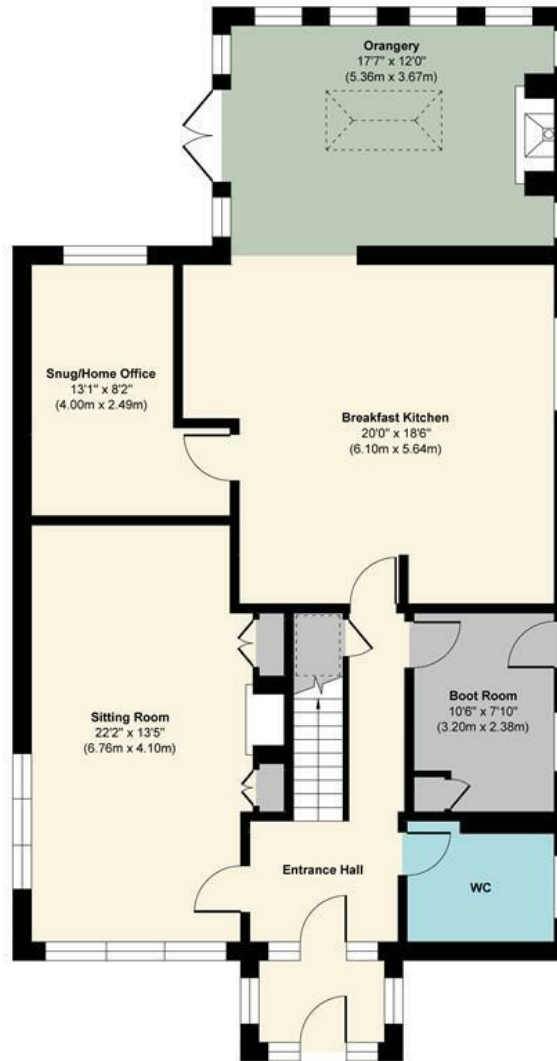 Orangery
17'7" x 12'0"
(5.36m x 3.67m)
Snug/Home Office
13'1" x 8'2"
(4.00m x 2.49m)
Breakfast Kitchen
20'0" x 18'6"
(6.10m x 5.64m)
Sitting Room
22'2" x 13'5"
(6.76m x 4.10m)
Boot Room
10'6" x 7'10"
(3.20m x 2.38m)
Entrance Hall
WC